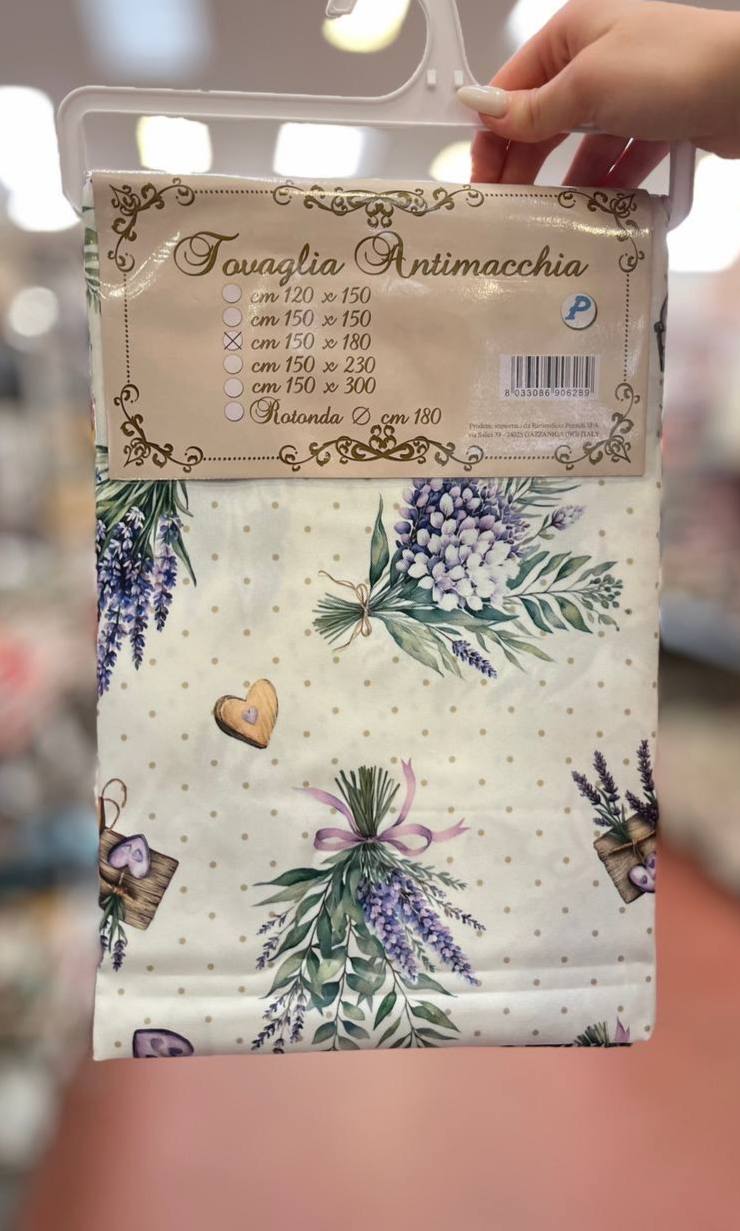 Tovaglia Antimacchia
cm 120 x 150
cm 150 x 150
cm 150 x 180
cm 150 x 230
cm 150 x 300
Rotonda Ø cm 180
P
8 033086 906289